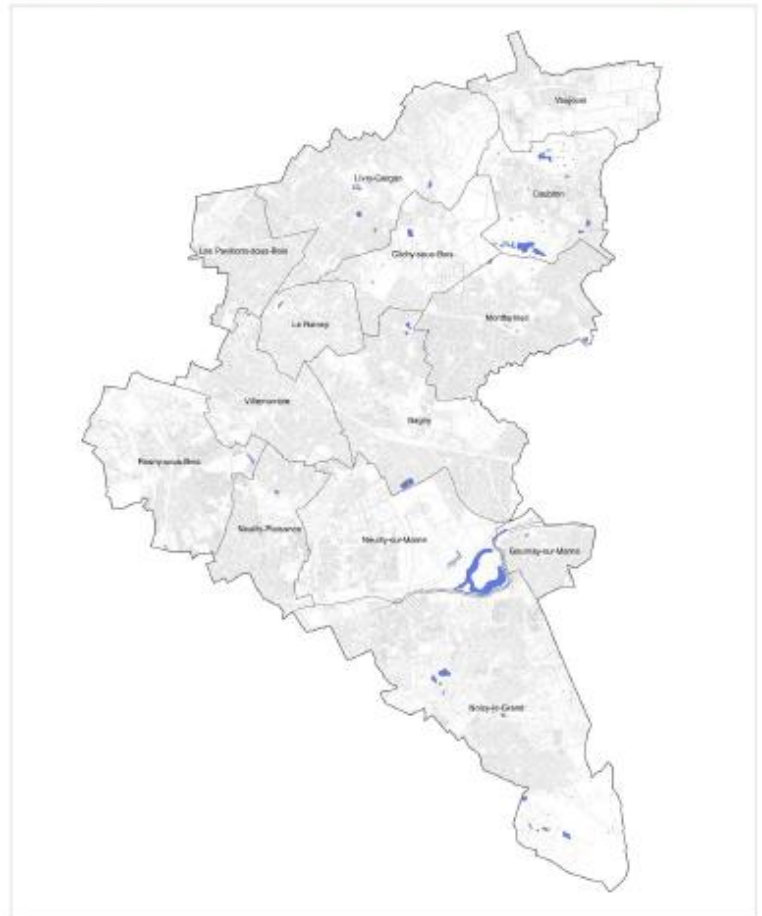 Vaujours
Livry-Gargan
Coubron
Les Pavillons-sous-Bois
Clichy-sous-Bois
Le Raincy
Montfermeil
Villemomble
Gagny
Rosny-sous-Bois
Neuilly-Plaisance
Neuilly-sur-Marne
Gournay-sur-Marne
Noisy-le-Grand